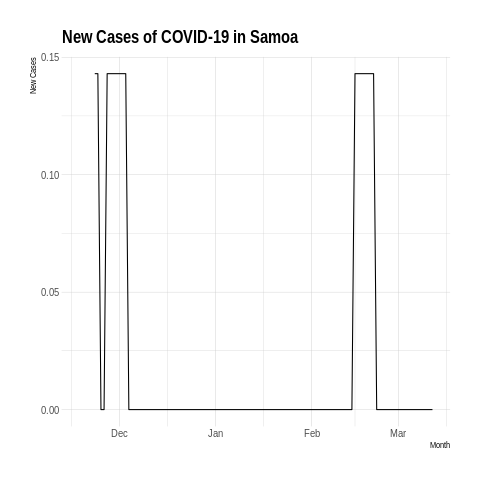 New Cases of COVID-19 in Samoa
New Cases
0.15
0.10
0.05
0.00
Dec Jan Feb Mar
Month